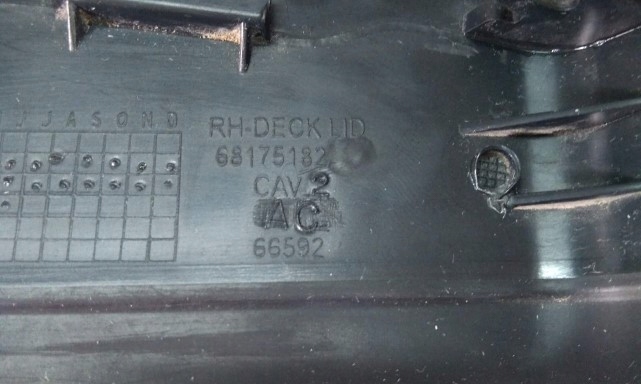 J J A S O N D
RH-DECK LID
68175182
CAV 2
AC
66592